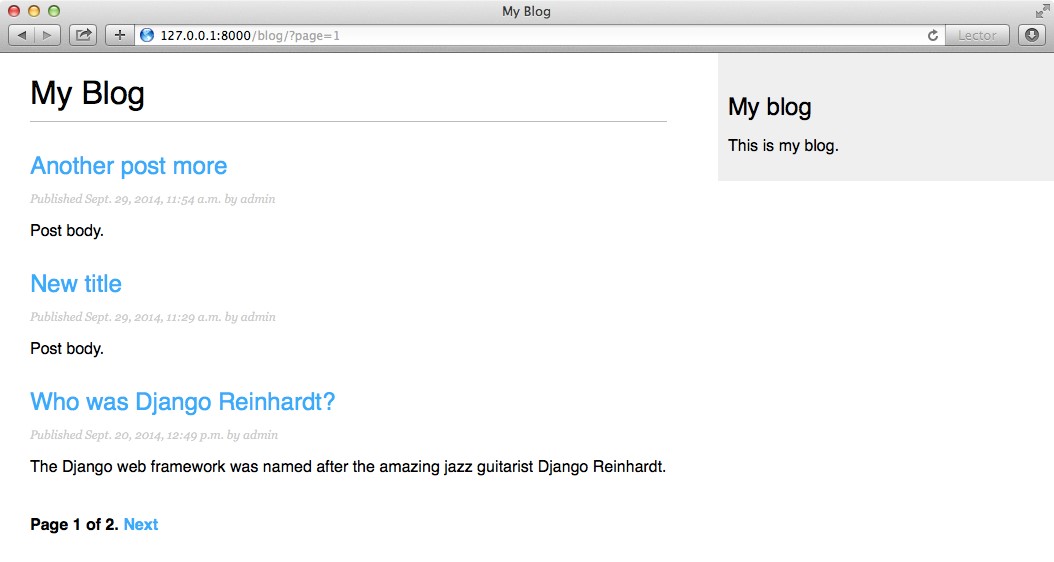 My Blog
127.0.0.1:8000/blog/?page=1
Lector
My Blog
Another post more
Published Sept. 29, 2014, 11:54 a.m. by admin
Post body.
New title
Published Sept. 29, 2014, 11:29 a.m. by admin
Post body.
Who was Django Reinhardt?
Published Sept. 20, 2014, 12:49 p.m. by admin
The Django web framework was named after the amazing jazz guitarist Django Reinhardt.
Page 1 of 2. Next
My blog
This is my blog.